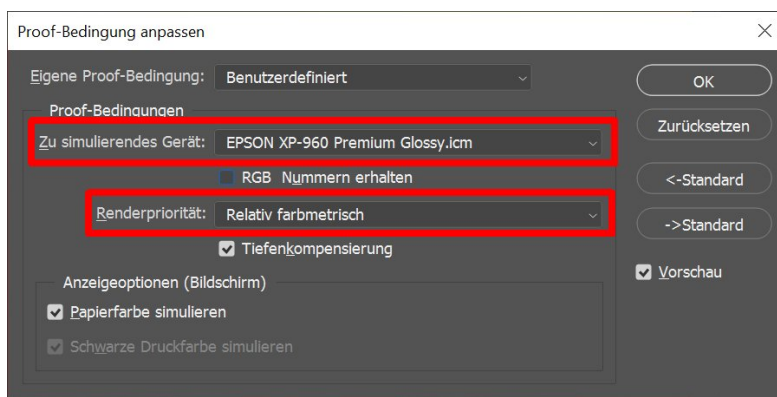 Proof-Bedingung anpassen
Eigene Proof-Bedingung: Benutzerdefiniert
OK
Proof-Bedingungen
Zurücksetzen
Zu simulierendes Gerät: EPSON XP-960 Premium Glossy.icm
RGB Nummern erhalten
<-Standard
Renderpriorität: Relativ farbmetrisch
->Standard
Tiefenkompensierung
Vorschau
Anzeigeoptionen (Bildschirm)
Papierfarbe simulieren
Schwarze Druckfarbe simulieren